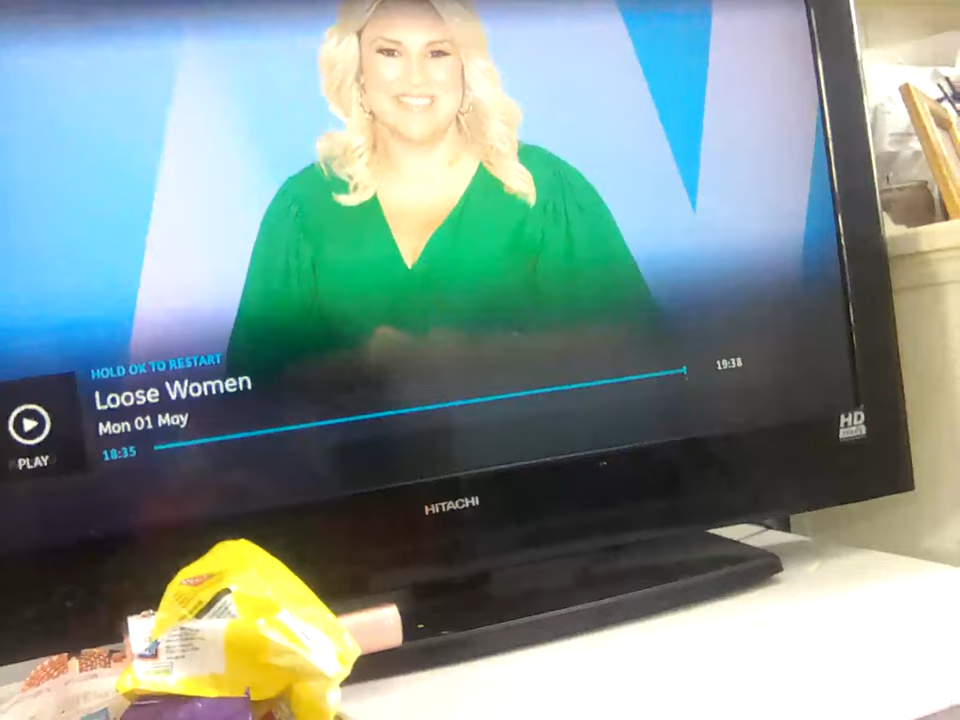 HOLD OK TO RESTART
Loose Women
Mon 01 May
18:35
19:38
PLAY
HITACHI
HD